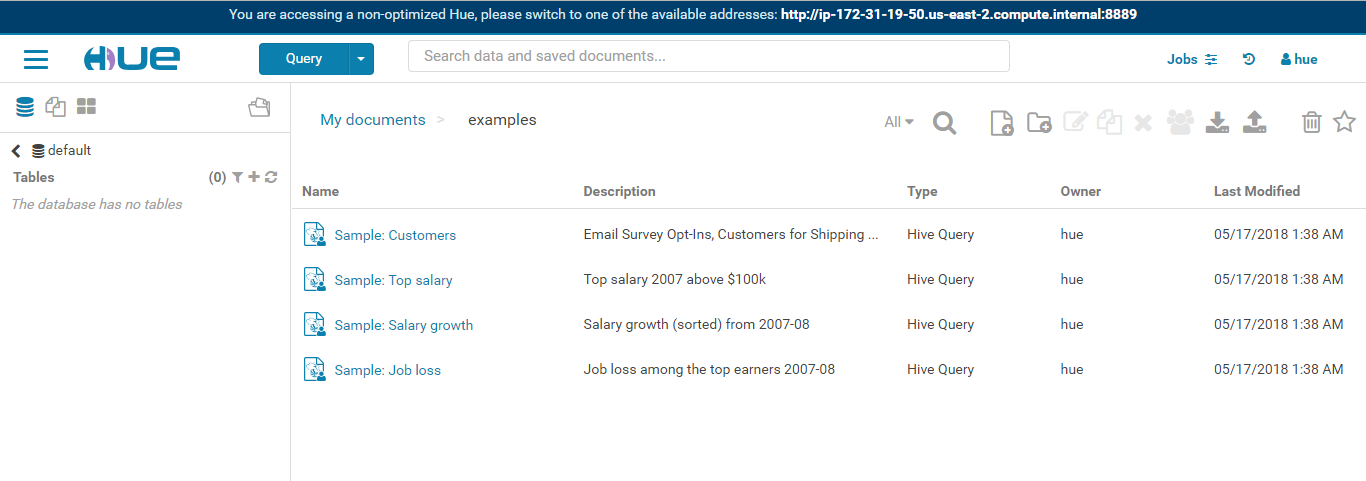 You are accessing a non-optimized Hue, please switch to one of the available addresses: http://ip-172-31-19-50.us-east-2.compute.internal:8889
HUE Query Search data and saved documents... Jobs hue
My documents > examples All
default
Tables (0)
The database has no tables
Name Description Type Owner Last Modified
Sample: Customers Email Survey Opt-Ins, Customers for Shipping ... Hive Query hue 05/17/2018 1:38 AM
Sample: Top salary Top salary 2007 above $100k Hive Query hue 05/17/2018 1:38 AM
Sample: Salary growth Salary growth (sorted) from 2007-08 Hive Query hue 05/17/2018 1:38 AM
Sample: Job loss Job loss among the top earners 2007-08 Hive Query hue 05/17/2018 1:38 AM